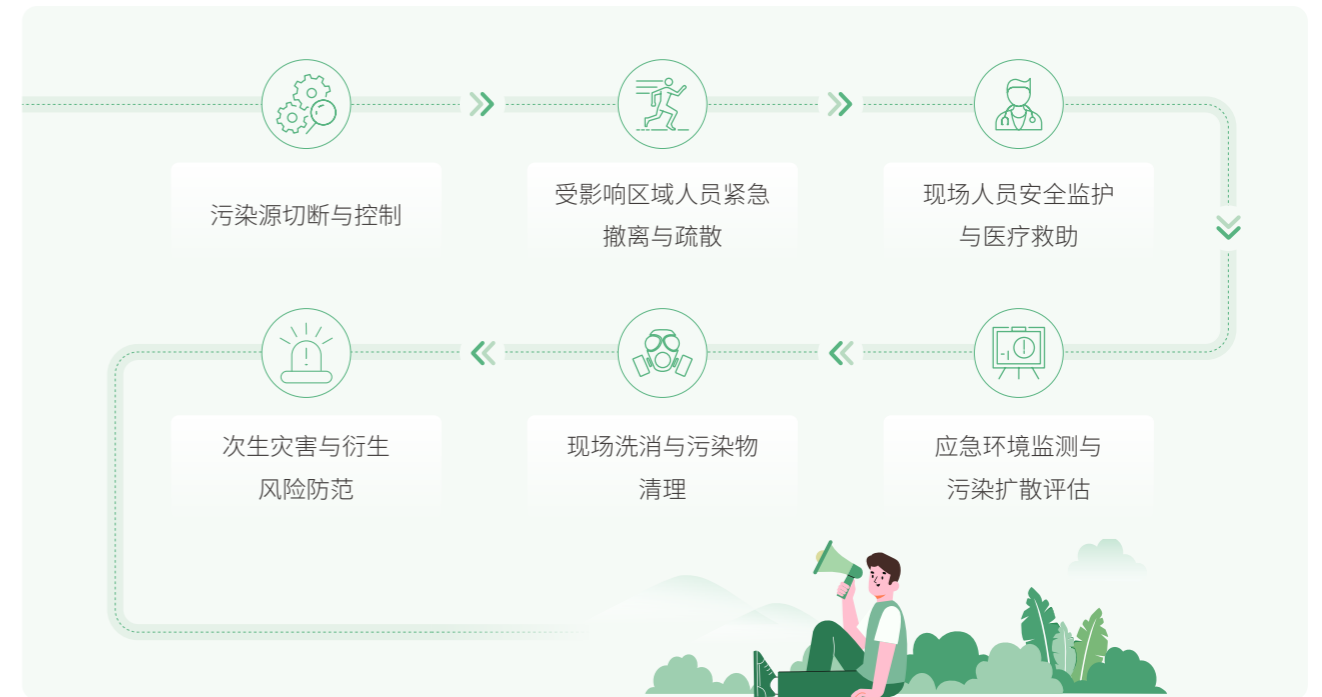 污染源切断与控制
受影响区域人员紧急
撤离与疏散
现场人员安全监护
与医疗救助
应急环境监测与
污染扩散评估
现场洗消与污染物
清理
次生灾害与衍生
风险防范